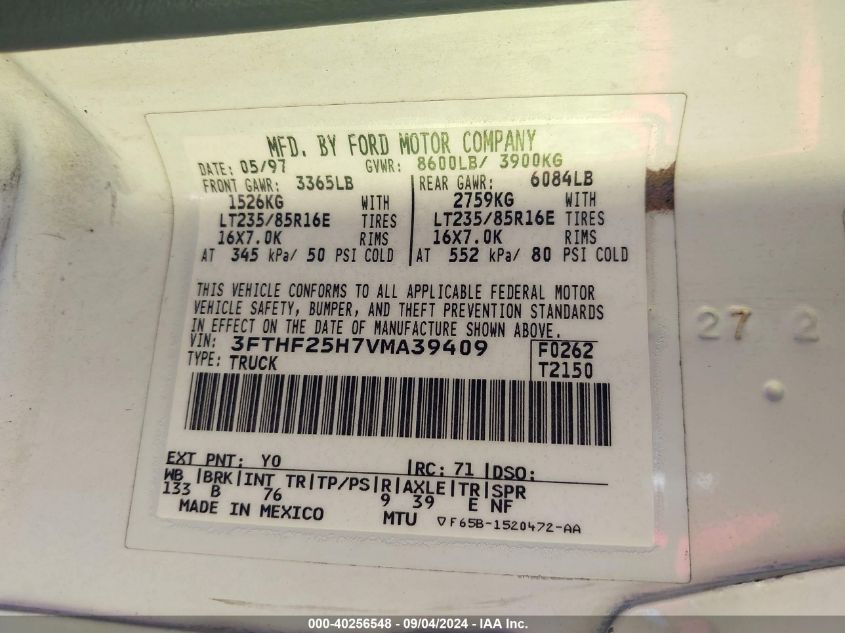 MFD. BY FORD MOTOR COMPANY
DATE: 05/97 GVWR: 8600LB/ 3900KG
FRONT GAWR: 3365LB REAR GAWR: 6084LB
1526KG WITH 2759KG WITH
LT235/85R16E TIRES LT235/85R16E TIRES
16X7.0K RIMS 16X7.0K RIMS
AT 345 kPa/ 50 PSI COLD AT 552 kPa/ 80 PSI COLD
THIS VEHICLE CONFORMS TO ALL APPLICABLE FEDERAL MOTOR
VEHICLE SAFETY, BUMPER, AND THEFT PREVENTION STANDARDS
IN EFFECT ON THE DATE OF MANUFACTURE SHOWN ABOVE.
VIN: 3FTHF25H7VMA39409 F0262
TYPE: TRUCK T2150
EXT PNT: YO RC: 71 DSO:
WB |BRK|INT TR|TP/PS|R|AXLE|TR|SPR
133 B 76 9 39 E NF
MADE IN MEXICO MTU ▽F65B-1520472-AA
27 2
000-40256548 - 09/04/2024 - IAA Inc.